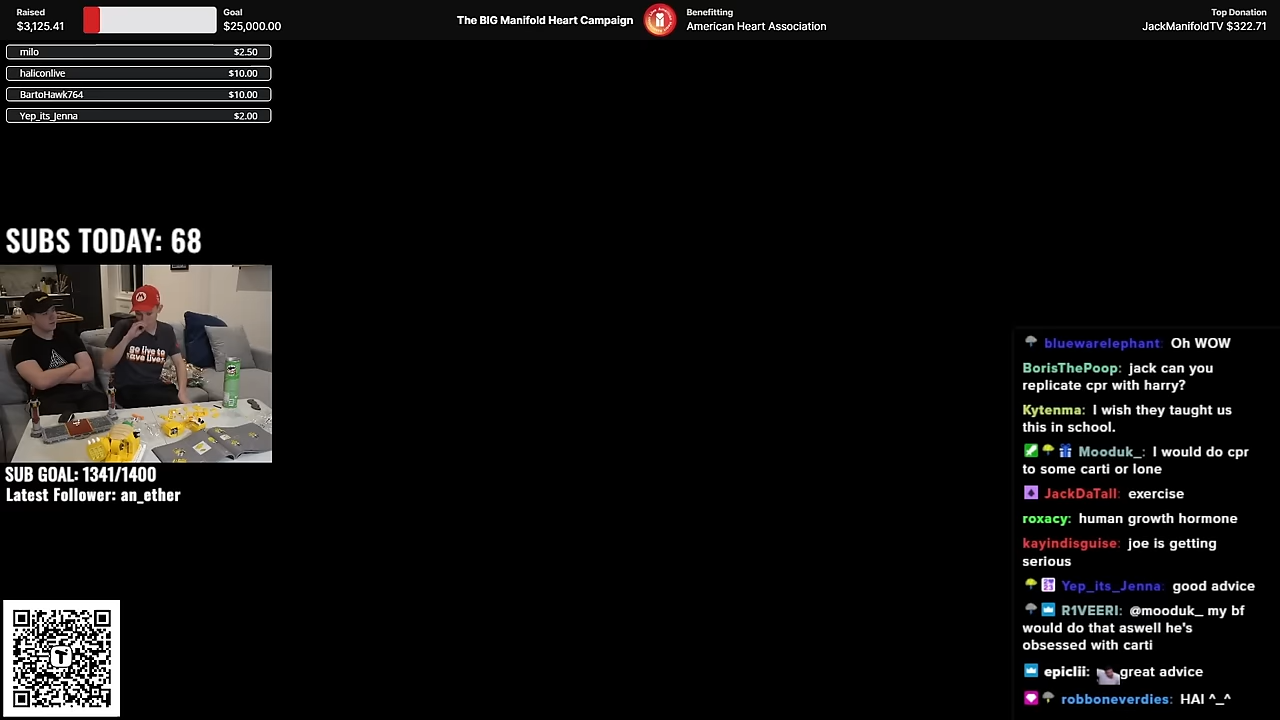 Raised
$3,125.41
Goal
$25,000.00
The BIG Manifold Heart Campaign
Benefitting
American Heart Association
Top Donation
JackManifoldTV $322.71
milo $2.50
haliconlive $10.00
BartoHawk764 $10.00
Yep_its_Jenna $2.00
SUBS TODAY: 68
go live to
save lives
SUB GOAL: 1341/1400
Latest Follower: an_ether
bluewarelephant: Oh WOW
BorisThePoop: jack can you
replicate cpr with harry?
Kytenma: I wish they taught us
this in school.
Mooduk_: I would do cpr
to some carti or lone
JackDaTall: exercise
roxacy: human growth hormone
kayindisguise: joe is getting
serious
Yep_its_Jenna: good advice
R1VEERI: @mooduk_ my bf
would do that aswell he's
obsessed with carti
epiclii: great advice
robboneverdies: HAI ^_^